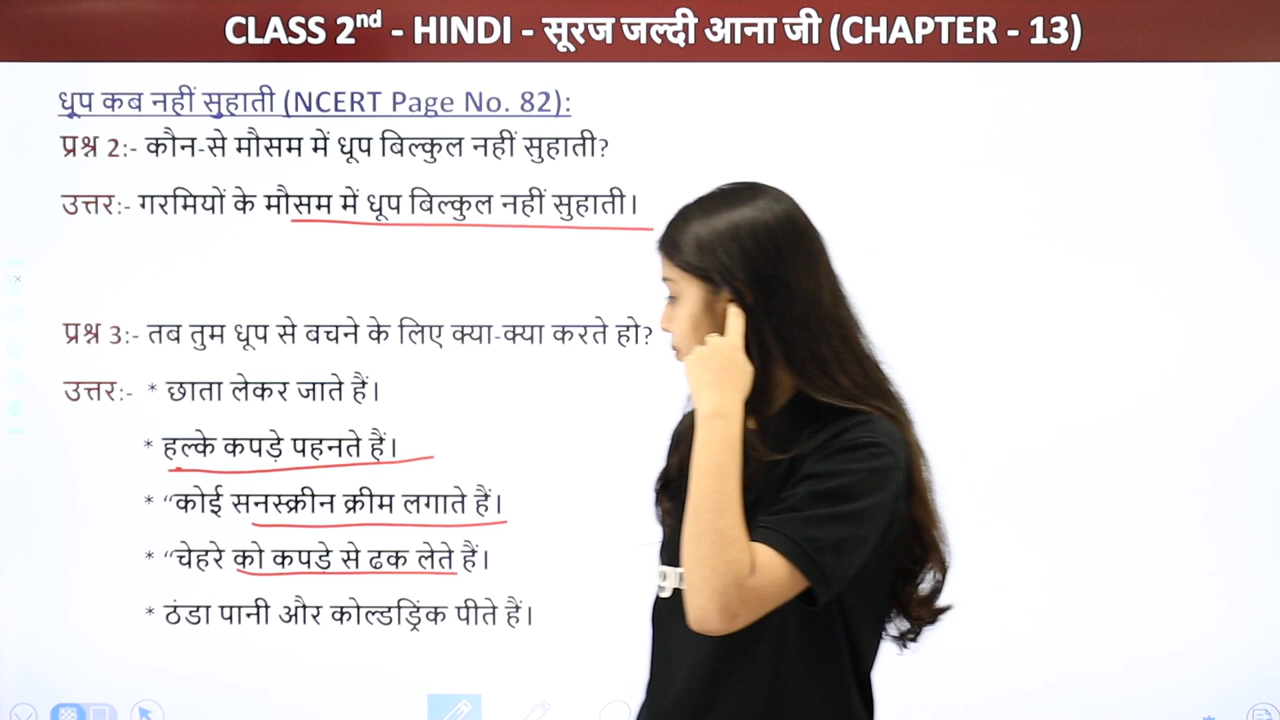 CLASS 2nd - HINDI - सूरज जल्दी आना जी (CHAPTER - 13)
धूप कब नहीं सुहाती (NCERT Page No. 82):
प्रश्न 2:- कौन-से मौसम में धूप बिल्कुल नहीं सुहाती?
उत्तर:- गरमियों के मौसम में धूप बिल्कुल नहीं सुहाती।
प्रश्न 3:- तब तुम धूप से बचने के लिए क्या-क्या करते हो?
उत्तर:- * छाता लेकर जाते हैं।
* हल्के कपड़े पहनते हैं।
* “कोई सनस्क्रीन क्रीम लगाते हैं।
* “चेहरे को कपडे से ढक लेते हैं।
* ठंडा पानी और कोल्डड्रिंक पीते हैं।